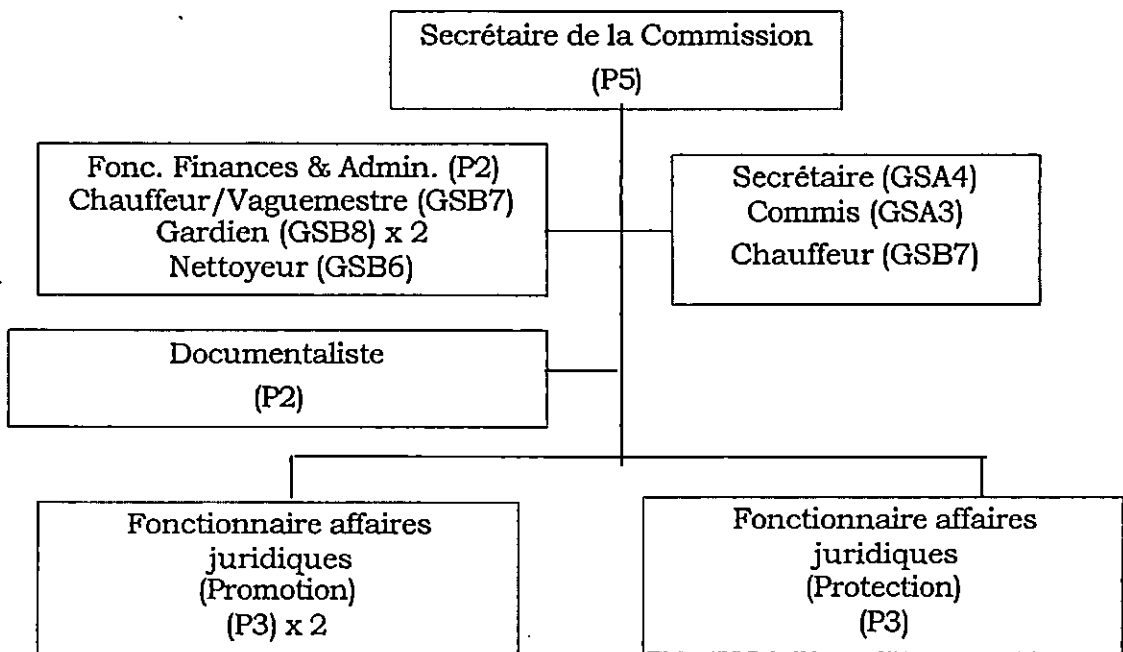 Secrétaire de la Commission
(P5)
Fonc. Finances & Admin. (P2)
Chauffeur/Vaguemestre (GSB7)
Gardien (GSB8) x 2
Nettoyeur (GSB6)
Secrétaire (GSA4)
Commis (GSA3)
Chauffeur (GSB7)
Documentaliste
(P2)
Fonctionnaire affaires
juridiques
(Promotion)
(P3) x 2
Fonctionnaire affaires
juridiques
(Protection)
(P3)